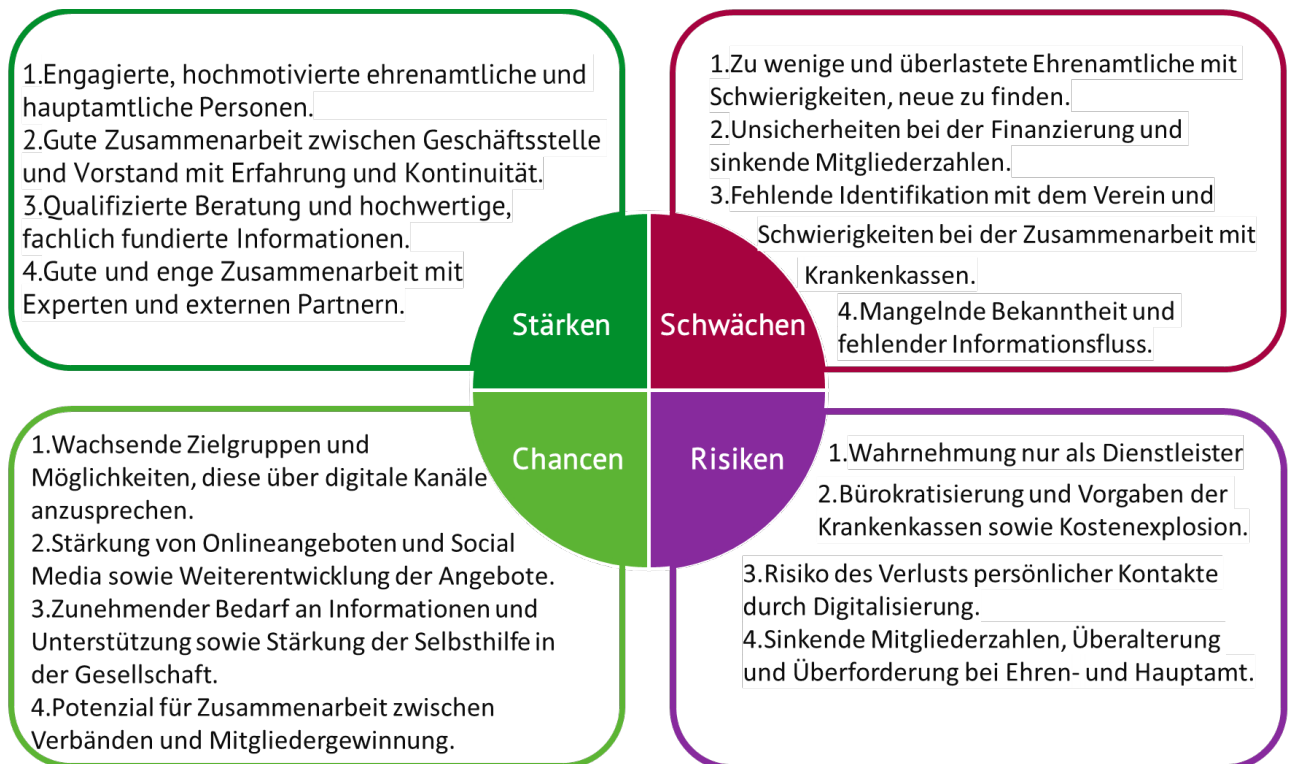 1.Engagierte, hochmotivierte ehrenamtliche und
hauptamtliche Personen.
2.Gute Zusammenarbeit zwischen Geschäftsstelle
und Vorstand mit Erfahrung und Kontinuität.
3.Qualifizierte Beratung und hochwertige,
fachlich fundierte Informationen.
4.Gute und enge Zusammenarbeit mit
Experten und externen Partnern.
Stärken
1.Zu wenige und überlastete Ehrenamtliche mit
Schwierigkeiten, neue zu finden.
2.Unsicherheiten bei der Finanzierung und
sinkende Mitgliederzahlen.
3.Fehlende Identifikation mit dem Verein und
Schwierigkeiten bei der Zusammenarbeit mit
Krankenkassen.
4.Mangelnde Bekanntheit und
fehlender Informationsfluss.
Schwächen
1.Wachsende Zielgruppen und
Möglichkeiten, diese über digitale Kanäle
anzusprechen.
2.Stärkung von Onlineangeboten und Social
Media sowie Weiterentwicklung der Angebote.
3.Zunehmender Bedarf an Informationen und
Unterstützung sowie Stärkung der Selbsthilfe in
der Gesellschaft.
4.Potenzial für Zusammenarbeit zwischen
Verbänden und Mitgliedergewinnung.
Chancen
Risiken
1.Wahrnehmung nur als Dienstleister
2.Bürokratisierung und Vorgaben der
Krankenkassen sowie Kostenexplosion.
3.Risiko des Verlusts persönlicher Kontakte
durch Digitalisierung.
4.Sinkende Mitgliederzahlen, Überalterung
und Überforderung bei Ehren- und Hauptamt.